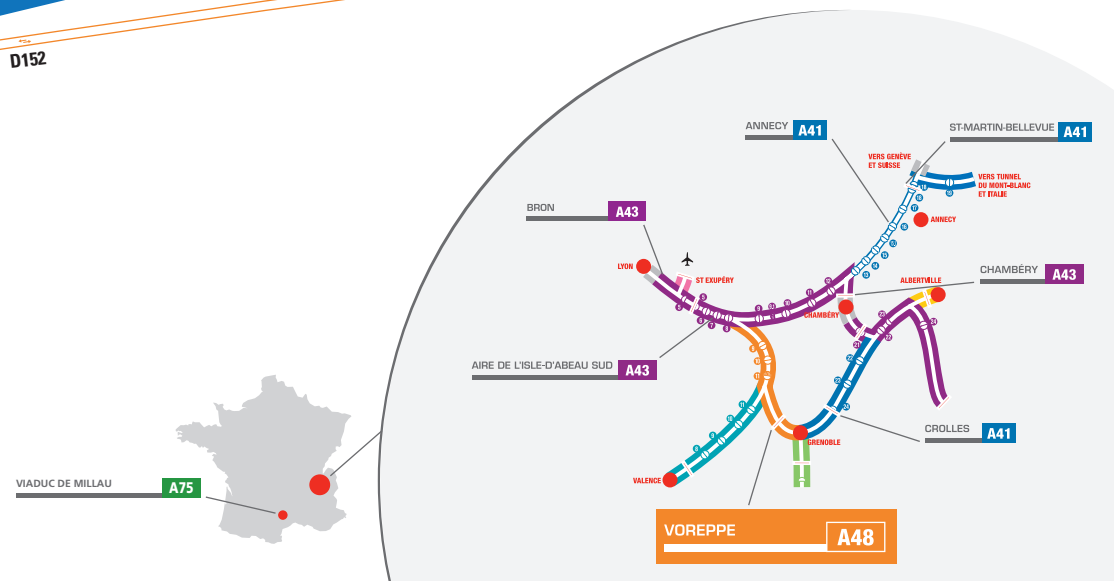 D152
ANNECY A41
ST-MARTIN-BELLEVUE A41
VERS GENÈVE
ET SUISSE
VERS TUNNEL
DU MONT-BLANC
ET ITALIE
BRON A43
ANNECY
LYON
ST EXUPÉRY
ALBERTVILLE
CHAMBÉRY A43
CHAMBÉRY
AIRE DE L'ISLE-D'ABEAU SUD A43
CROLLES A41
GRENOBLE
VALENCE
VIADUC DE MILLAU A75
VOREPPE A48